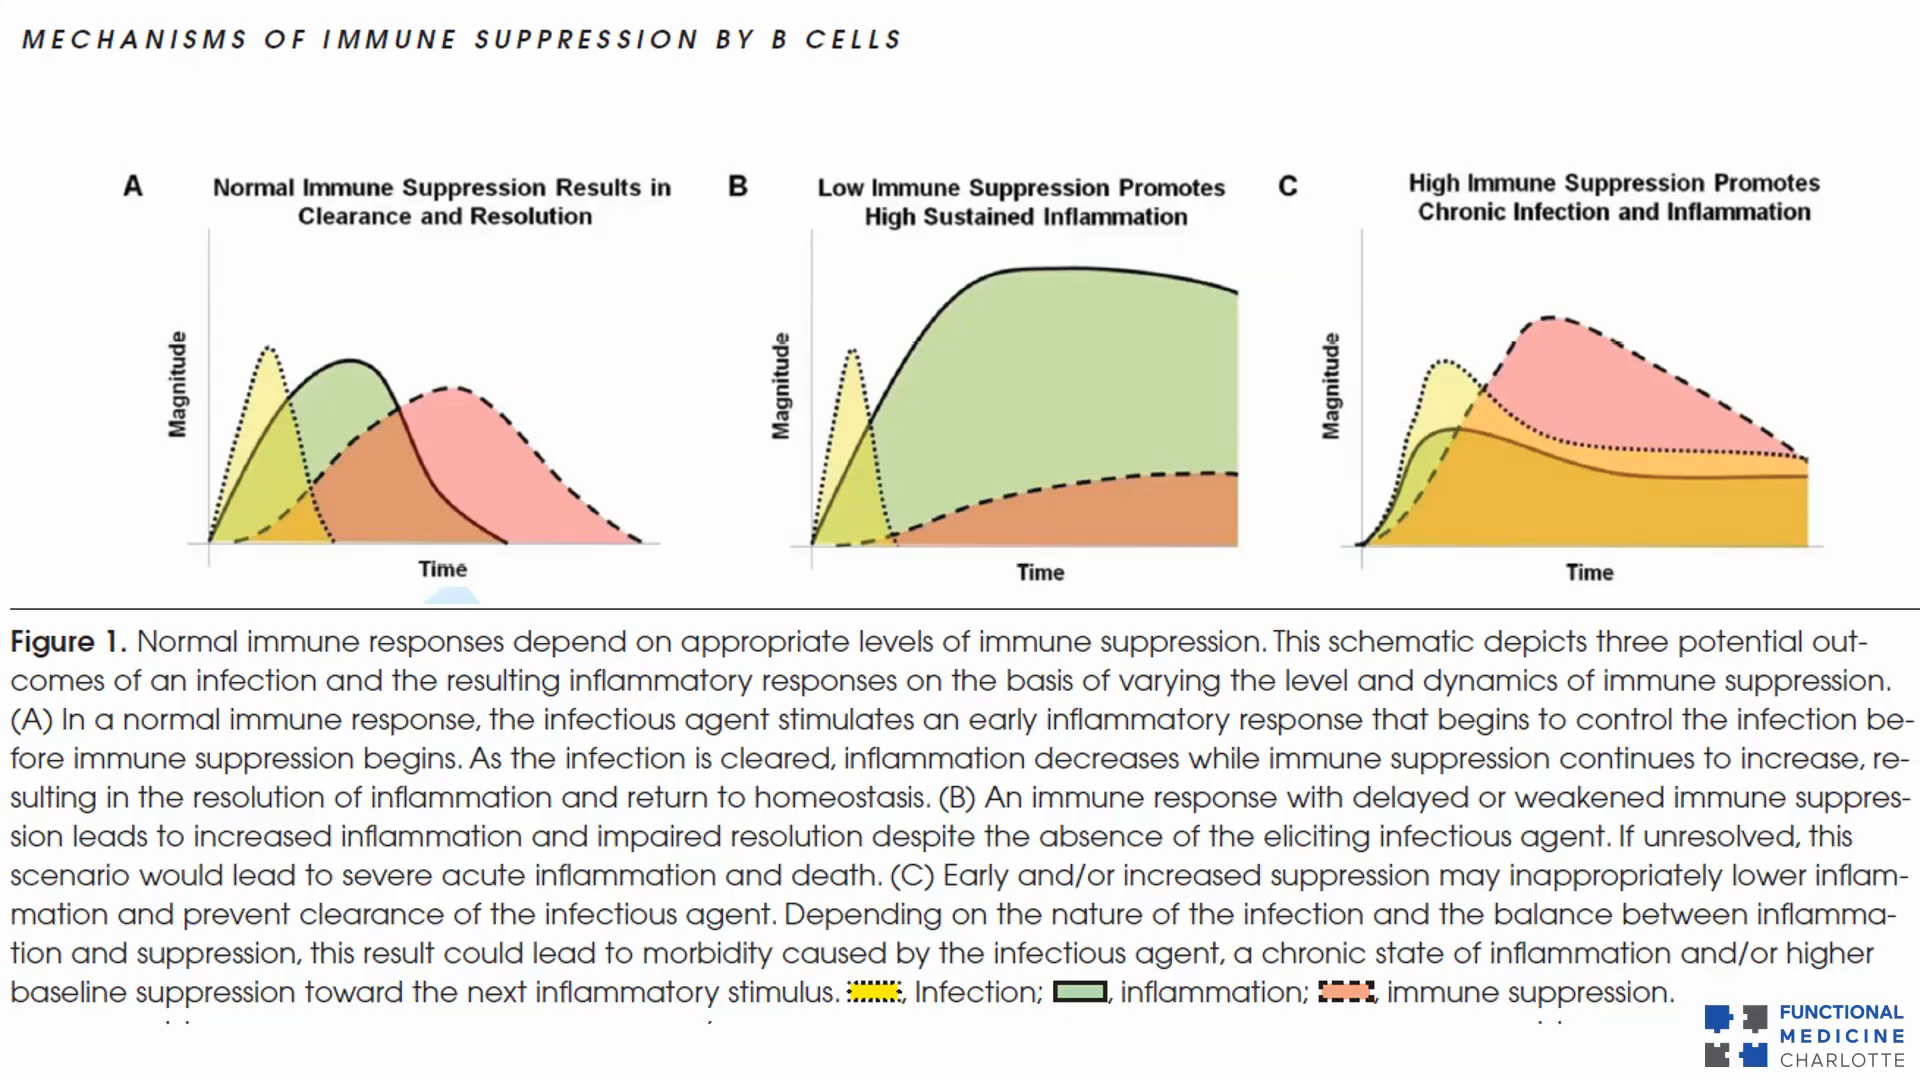 MECHANISMS OF IMMUNE SUPPRESSION BY B CELLS
A
Normal Immune Suppression Results in
Clearance and Resolution
Magnitude
Time
B
Low Immune Suppression Promotes
High Sustained Inflammation
Magnitude
Time
C
High Immune Suppression Promotes
Chronic Infection and Inflammation
Magnitude
Time
Figure 1. Normal immune responses depend on appropriate levels of immune suppression. This schematic depicts three potential out-
comes of an infection and the resulting inflammatory responses on the basis of varying the level and dynamics of immune suppression.
(A) In a normal immune response, the infectious agent stimulates an early inflammatory response that begins to control the infection be-
fore immune suppression begins. As the infection is cleared, inflammation decreases while immune suppression continues to increase, re-
sulting in the resolution of inflammation and return to homeostasis. (B) An immune response with delayed or weakened immune suppres-
sion leads to increased inflammation and impaired resolution despite the absence of the eliciting infectious agent. If unresolved, this
scenario would lead to severe acute inflammation and death. (C) Early and/or increased suppression may inappropriately lower inflam-
mation and prevent clearance of the infectious agent. Depending on the nature of the infection and the balance between inflamma-
tion and suppression, this result could lead to morbidity caused by the infectious agent, a chronic state of inflammation and/or higher
baseline suppression toward the next inflammatory stimulus. , Infection; , inflammation; , immune suppression.
FUNCTIONAL
MEDICINE
CHARLOTTE